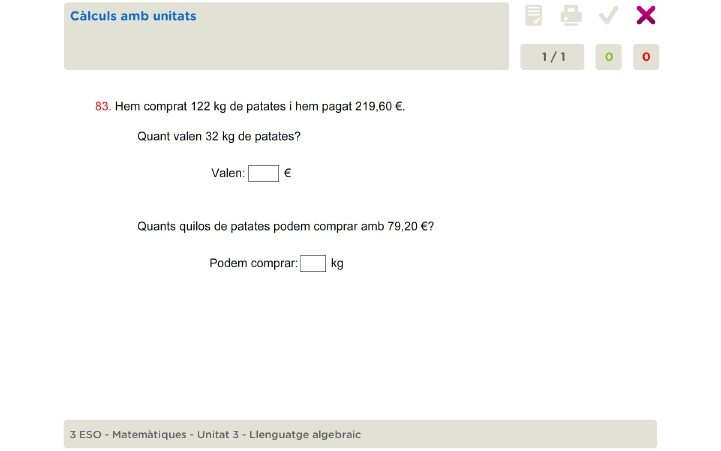 Càlculs amb unitats
1 / 1
0
0
83. Hem comprat 122 kg de patates i hem pagat 219,60 €.
Quant valen 32 kg de patates?
Valen: €
Quants quilos de patates podem comprar amb 79,20 €?
Podem comprar: kg
3 ESO - Matemàtiques - Unitat 3 - Llenguatge algebraic